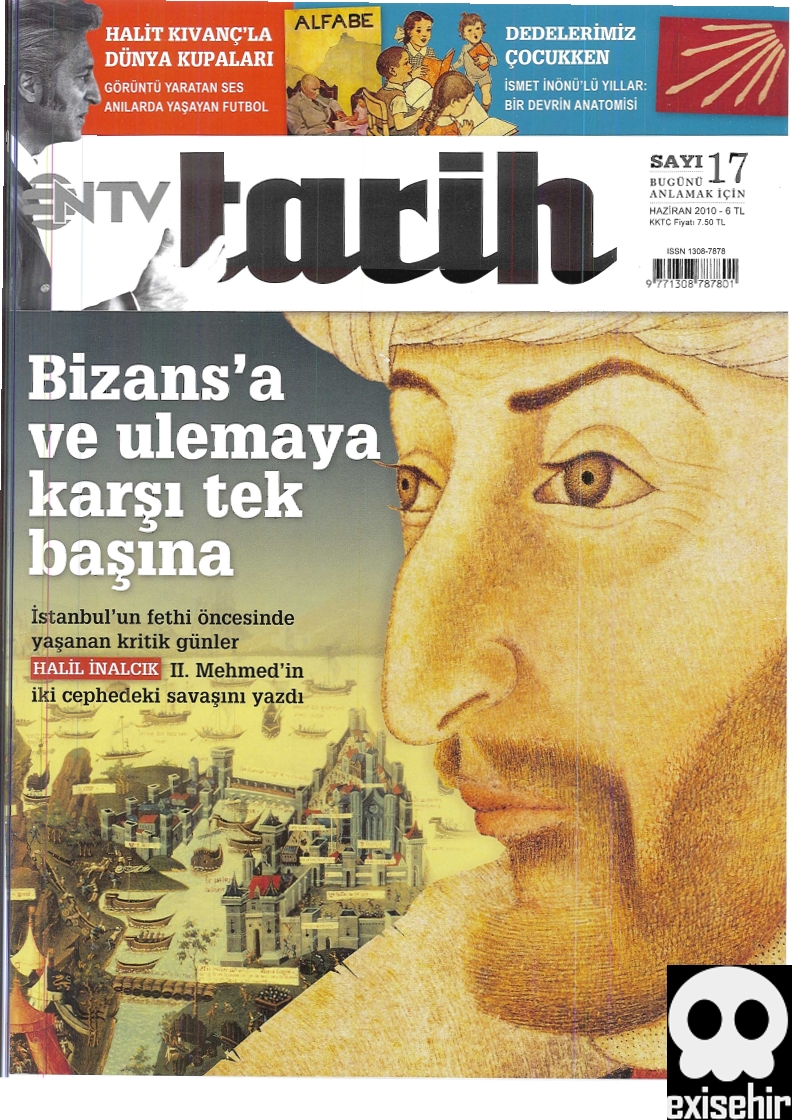 HALİT KIVANÇ'LA
DÜNYA KUPALARI
GÖRÜNTÜ YARATAN SES
ANILARDA YAŞAYAN FUTBOL
ALFABE
DEDELERİMİZ
ÇOCUKKEN
İSMET İNÖNÜ'LÜ YILLAR:
BİR DEVRİN ANATOMİSİ
NTV tarih
SAYI 17
BUGÜNÜ
ANLAMAK İÇİN
HAZİRAN 2010 - 6 TL
KKTC Fiyatı 7.50 TL
ISSN 1308-7878
9 771308 787801
Bizans'a
ve ulemaya
karşı tek
başına
İstanbul'un fethi öncesinde
yaşanan kritik günler
HALİL İNALCIK II. Mehmed'in
iki cephedeki savaşını yazdı
exisehir